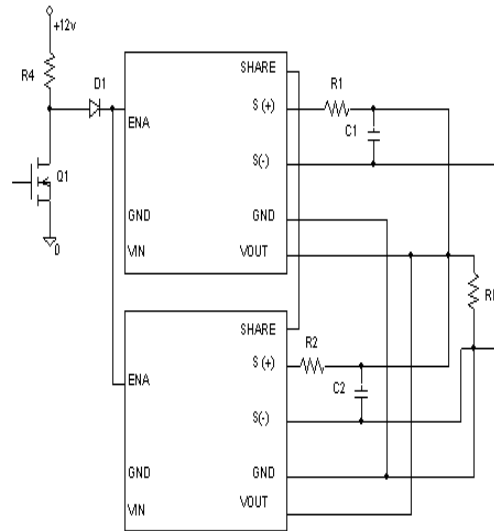 +12v
R4
D1
Q1
0
ENA
GND
VIN
SHARE
S (+)
S(-)
GND
VOUT
R1
C1
ENA
GND
VIN
SHARE
S (+)
S(-)
GND
VOUT
R2
C2